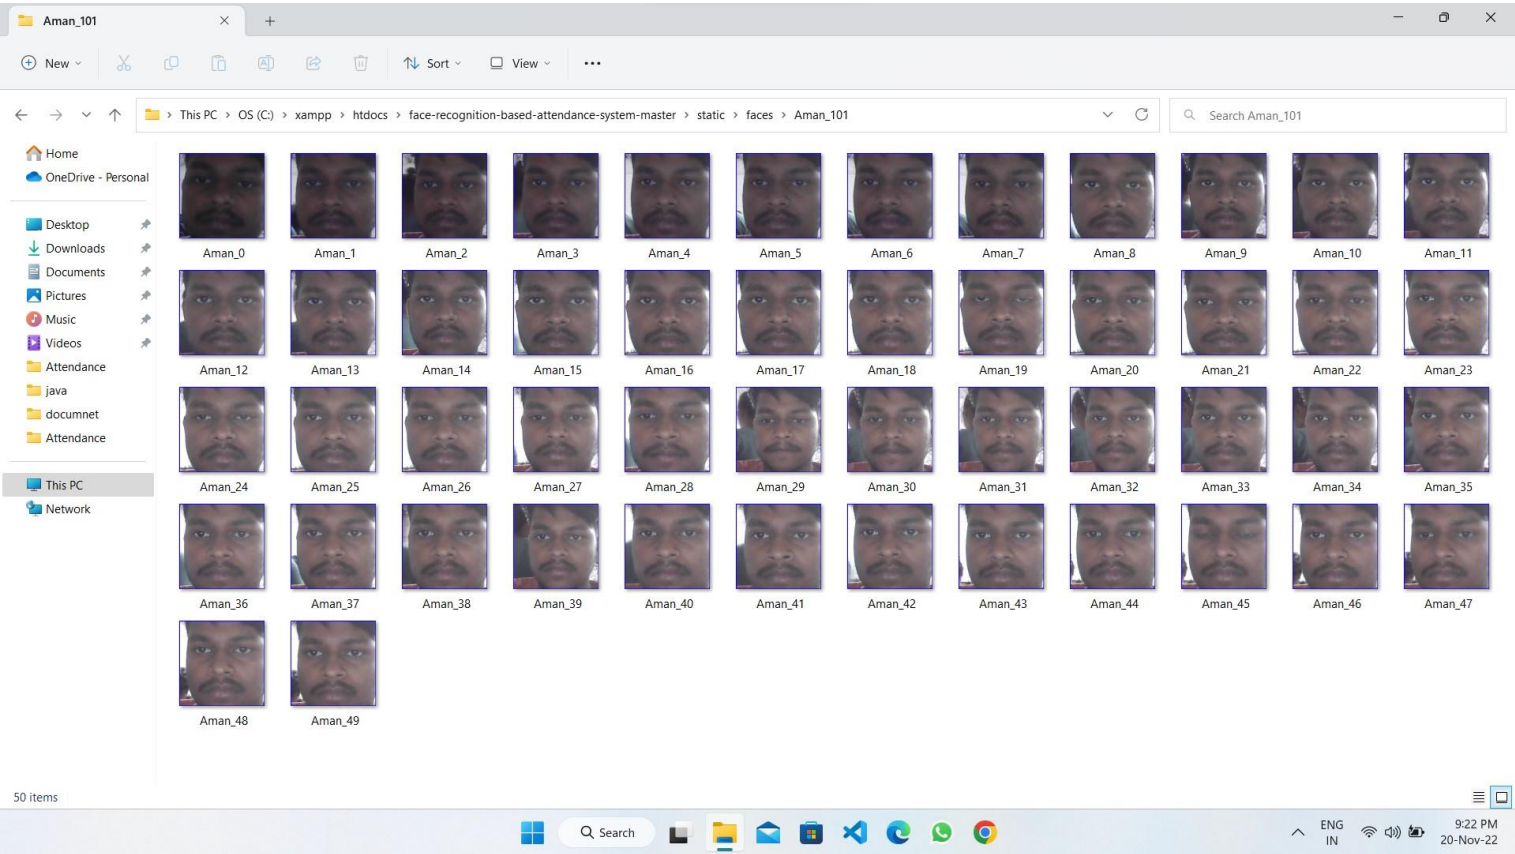 Aman_101
New
Sort
View
This PC > OS (C:) > xampp > htdocs > face-recognition-based-attendance-system-master > static > faces > Aman_101
Search Aman_101
Home
OneDrive - Personal
Desktop
Downloads
Documents
Pictures
Music
Videos
Attendance
java
documnet
Attendance
This PC
Network
Aman_0 Aman_1 Aman_2 Aman_3 Aman_4 Aman_5 Aman_6 Aman_7 Aman_8 Aman_9 Aman_10 Aman_11
Aman_12 Aman_13 Aman_14 Aman_15 Aman_16 Aman_17 Aman_18 Aman_19 Aman_20 Aman_21 Aman_22 Aman_23
Aman_24 Aman_25 Aman_26 Aman_27 Aman_28 Aman_29 Aman_30 Aman_31 Aman_32 Aman_33 Aman_34 Aman_35
Aman_36 Aman_37 Aman_38 Aman_39 Aman_40 Aman_41 Aman_42 Aman_43 Aman_44 Aman_45 Aman_46 Aman_47
Aman_48 Aman_49
50 items
Search
ENG
IN
9:22 PM
20-Nov-22